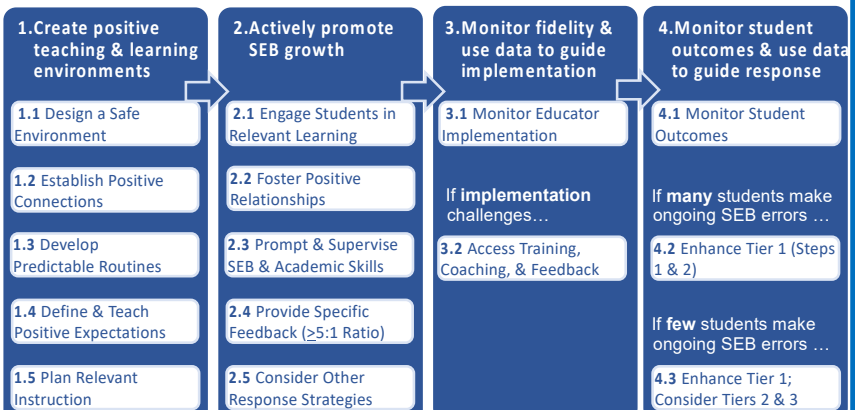 1.Create positive
teaching & learning
environments
1.1 Design a Safe
Environment
1.2 Establish Positive
Connections
1.3 Develop
Predictable Routines
1.4 Define & Teach
Positive Expectations
1.5 Plan Relevant
Instruction
2.Actively promote
SEB growth
2.1 Engage Students in
Relevant Learning
2.2 Foster Positive
Relationships
2.3 Prompt & Supervise
SEB & Academic Skills
2.4 Provide Specific
Feedback (>5:1 Ratio)
2.5 Consider Other
Response Strategies
3.Monitor fidelity &
use data to guide
implementation
3.1 Monitor Educator
Implementation
If implementation
challenges…
3.2 Access Training,
Coaching, & Feedback
4.Monitor student
outcomes & use data
to guide response
4.1 Monitor Student
Outcomes
If many students make
ongoing SEB errors …
4.2 Enhance Tier 1 (Steps
1 & 2)
If few students make
ongoing SEB errors …
4.3 Enhance Tier 1;
Consider Tiers 2 & 3